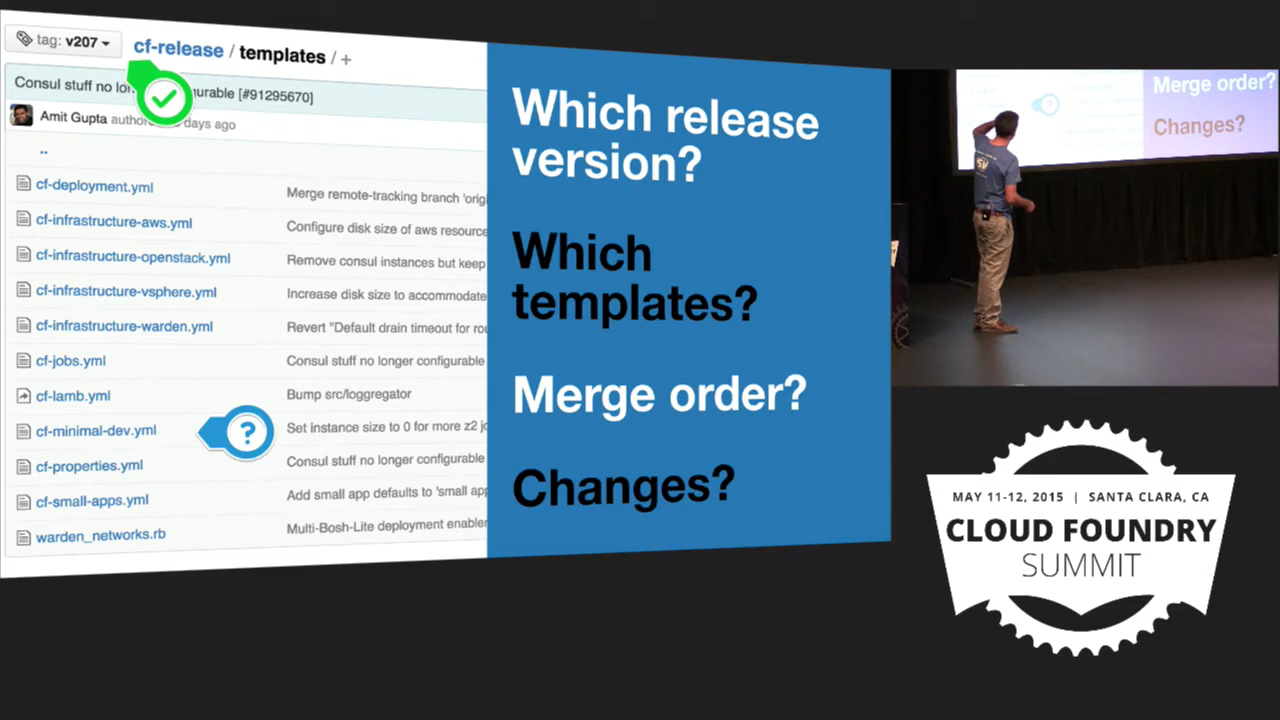 tag: v207
cf-release / templates / +
Consul stuff no lon urable [#91295670]
Amit Gupta autho days ago
..
cf-deployment.yml Merge remote-tracking branch 'origi
cf-infrastructure-aws.yml Configure disk size of aws resource
cf-infrastructure-openstack.yml Remove consul instances but keep
cf-infrastructure-vsphere.yml Increase disk size to accommodate
cf-infrastructure-warden.yml Revert "Default drain timeout for rou
cf-jobs.yml Consul stuff no longer configurable
cf-lamb.yml Bump src/loggregator
cf-minimal-dev.yml ? Set instance size to 0 for more z2 jo
cf-properties.yml Consul stuff no longer configurable
cf-small-apps.yml Add small app defaults to 'small app
warden_networks.rb Multi-Bosh-Lite deployment enable
Which release
version?
Which
templates?
Merge order?
Changes?
?
Merge order?
Changes?
MAY 11-12, 2015 | SANTA CLARA, CA
CLOUD FOUNDRY
SUMMIT